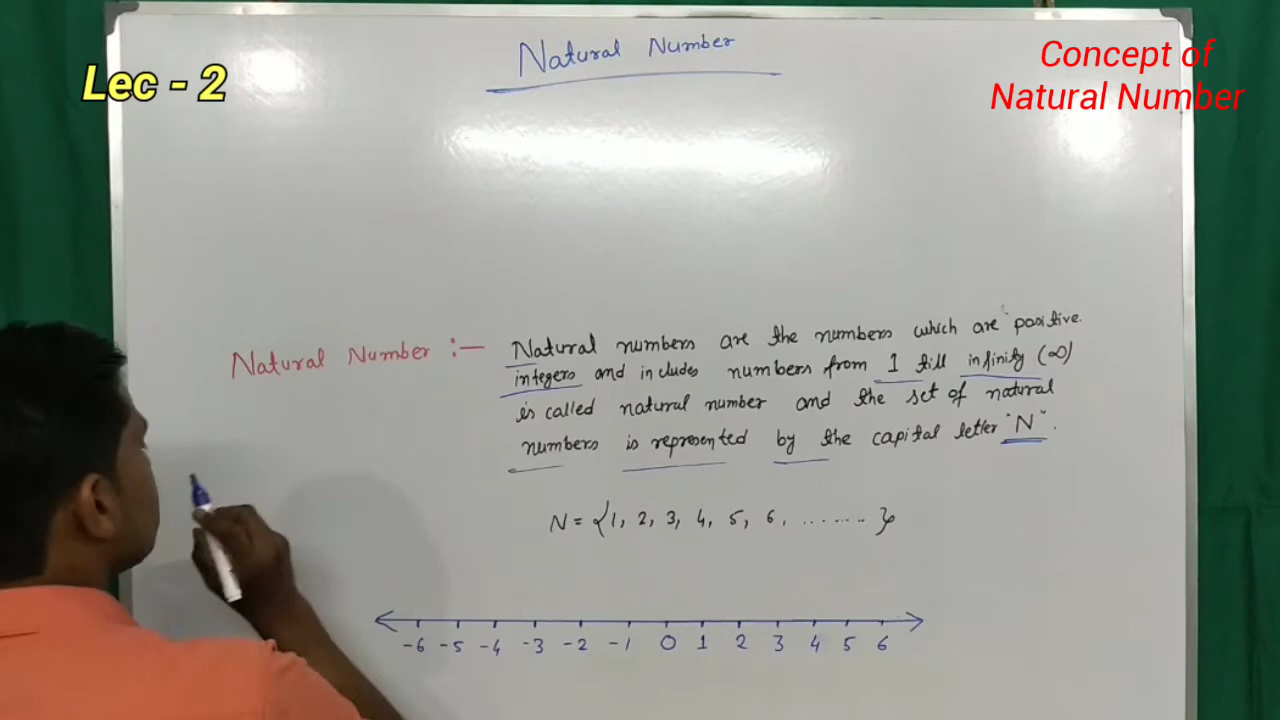 Natural Number
Lec - 2
Concept of
Natural Number
Natural Number :— Natural numbers are the numbers which are positive
integers and includes numbers from 1 till infinity (∞)
is called natural number and the set of natural
numbers is represented by the capital letter "N".
N = {1, 2, 3, 4, 5, 6, ........ }
-6 -5 -4 -3 -2 -1 0 1 2 3 4 5 6